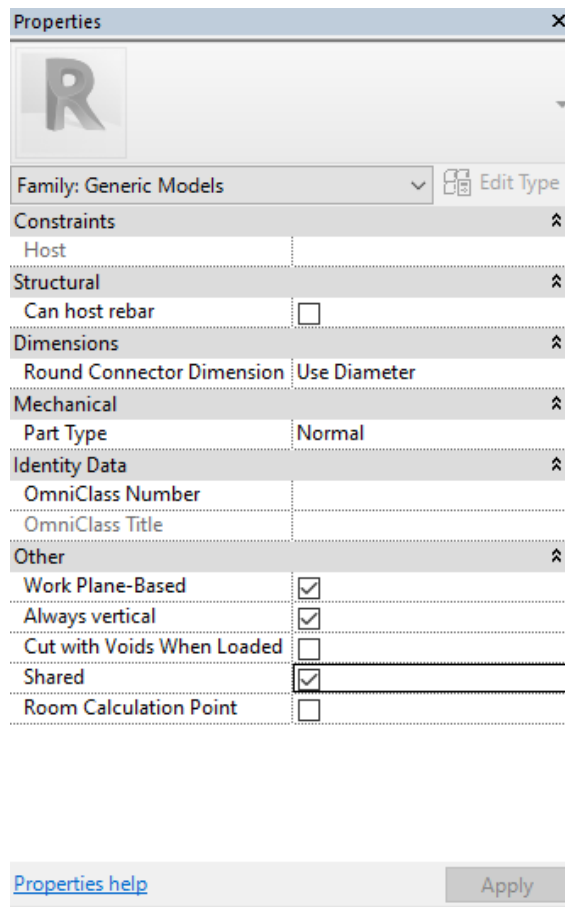 Properties
R
Family: Generic Models
Edit Type
Constraints
Host
Structural
Can host rebar
Dimensions
Round Connector Dimension Use Diameter
Mechanical
Part Type Normal
Identity Data
OmniClass Number
OmniClass Title
Other
Work Plane-Based
Always vertical
Cut with Voids When Loaded
Shared
Room Calculation Point
Properties help
Apply